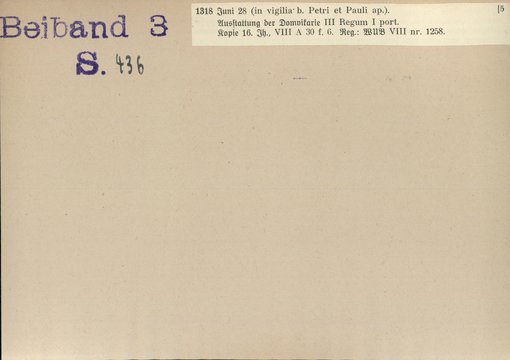 Beiband 3
S. 436
1318 Juni 28 (in vigilia b. Petri et Pauli ap.). [5
Ausstattung der Domvikarie III Regum I port.
Kopie 16. Jh., VIII A 30 f. 6. Reg.: WUB VIII nr. 1258.